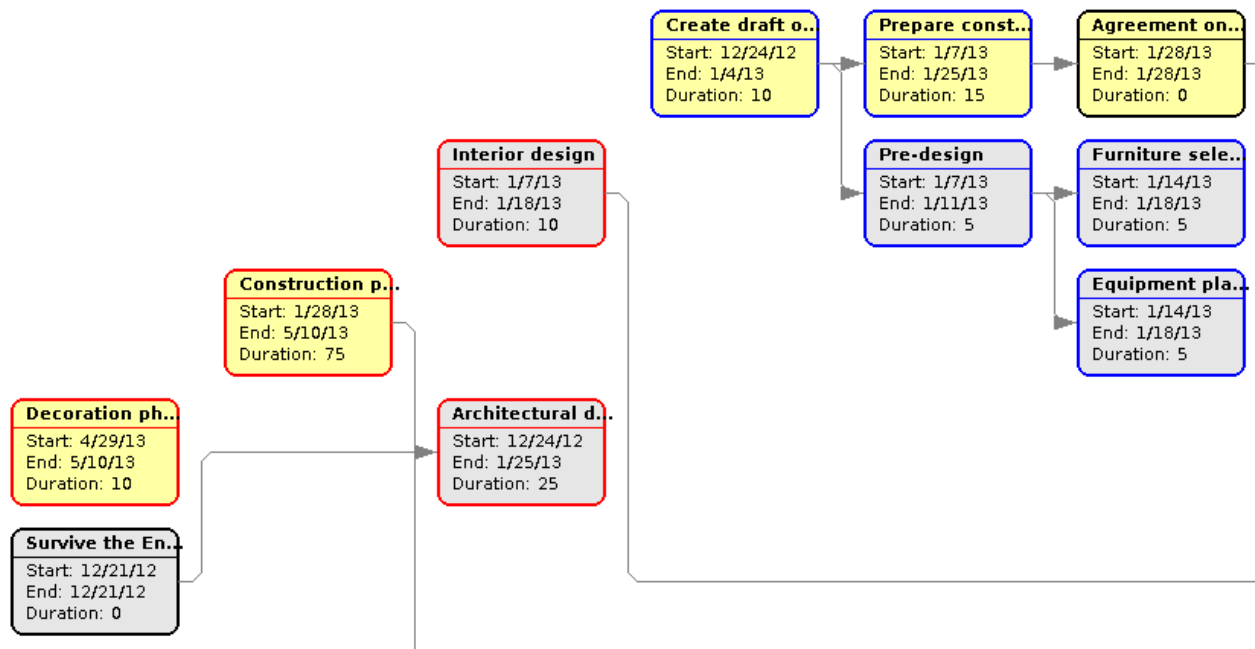 Create draft o...
Start: 12/24/12
End: 1/4/13
Duration: 10
Prepare const...
Start: 1/7/13
End: 1/25/13
Duration: 15
Agreement on...
Start: 1/28/13
End: 1/28/13
Duration: 0
Interior design
Start: 1/7/13
End: 1/18/13
Duration: 10
Pre-design
Start: 1/7/13
End: 1/11/13
Duration: 5
Furniture sele...
Start: 1/14/13
End: 1/18/13
Duration: 5
Construction p...
Start: 1/28/13
End: 5/10/13
Duration: 75
Equipment pla...
Start: 1/14/13
End: 1/18/13
Duration: 5
Decoration ph...
Start: 4/29/13
End: 5/10/13
Duration: 10
Architectural d...
Start: 12/24/12
End: 1/25/13
Duration: 25
Survive the En...
Start: 12/21/12
End: 12/21/12
Duration: 0